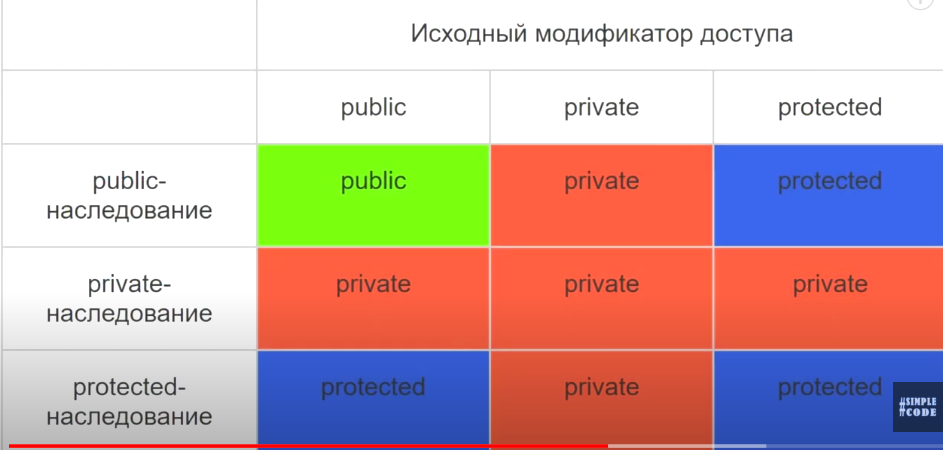 Исходный модификатор доступа
public private protected
public-
наследование
public private protected
private-
наследование
private private private
protected-
наследование
protected private protected
#SIMPLE
#CODE